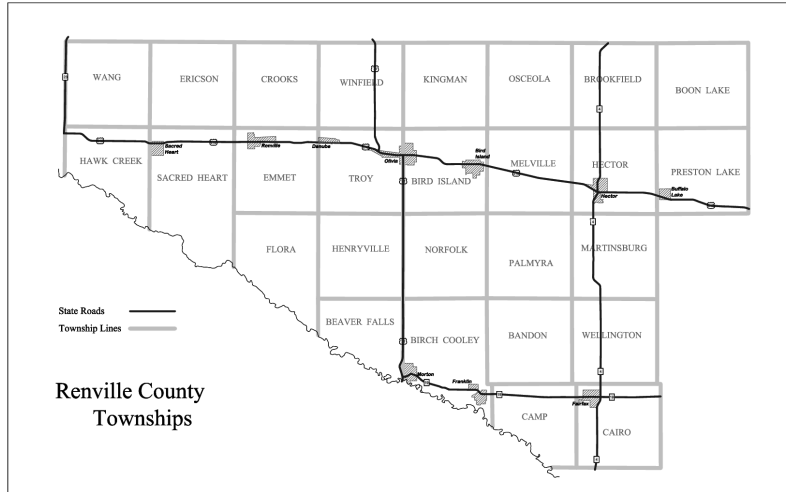 WANG
ERICSON
CROOKS
WINFIELD
KINGMAN
OSCEOLA
BROOKFIELD
BOON LAKE
HAWK CREEK
Sacred
Heart
SACRED HEART
Renville
EMMET
Danube
TROY
Olivia
BIRD ISLAND
Bird
Island
MELVILLE
HECTOR
Hector
PRESTON LAKE
Buffalo
Lake
FLORA
HENRYVILLE
NORFOLK
PALMYRA
MARTINSBURG
BEAVER FALLS
BIRCH COOLEY
BANDON
WELLINGTON
Morton
Franklin
CAMP
Fairfax
CAIRO
State Roads
Township Lines
Renville County
Townships